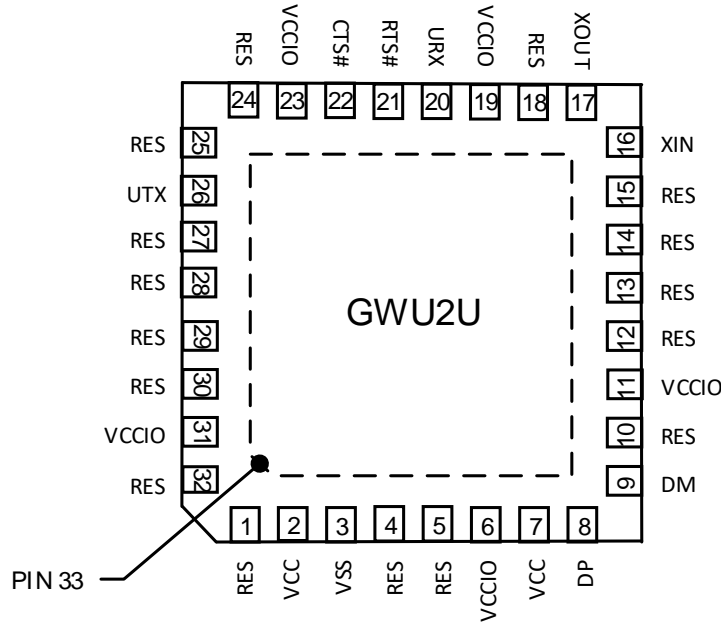 RES VCCIO CTS# RTS# URX VCCIO RES XOUT
24 23 22 21 20 19 18 17
RES 25 16 XIN
UTX 26 15 RES
RES 27 14 RES
RES 28 13 RES
GWU2U
RES 29 12 RES
RES 30 11 VCCIO
VCCIO 31 10 RES
RES 32 9 DM
1 2 3 4 5 6 7 8
RES VCC VSS RES RES VCCIO VCC DP
PIN 33